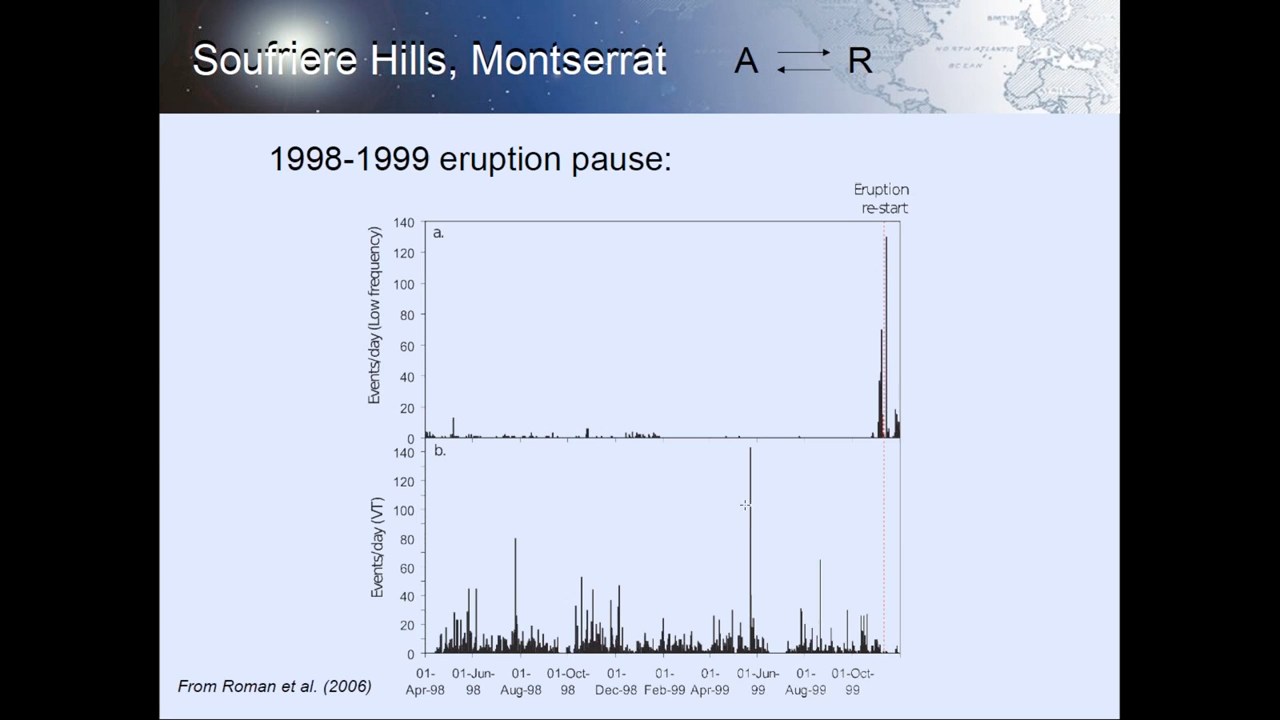 Soufriere Hills, Montserrat A R
1998-1999 eruption pause:
Eruption
re-start
a.
Events/day (Low frequency)
140
120
100
80
60
40
20
0
b.
Events/day (VT)
140
120
100
80
60
40
20
0
01- 01-Jun- 01- 01-Oct- 01- 01- 01- 01-Jun- 01- 01-Oct-
Apr-98 98 Aug-98 98 Dec-98 Feb-99 Apr-99 99 Aug-99 99
From Roman et al. (2006)
NORTH ATLANTIC
OCEAN